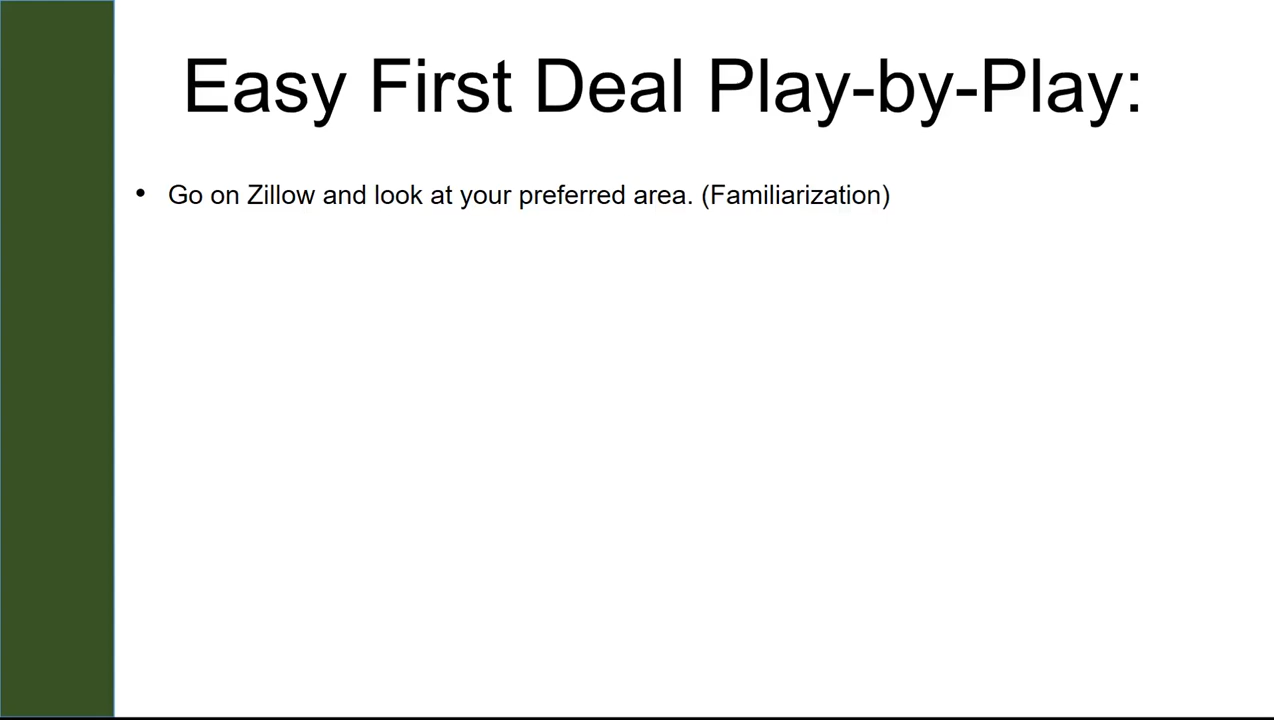 Easy First Deal Play-by-Play:
• Go on Zillow and look at your preferred area. (Familiarization)